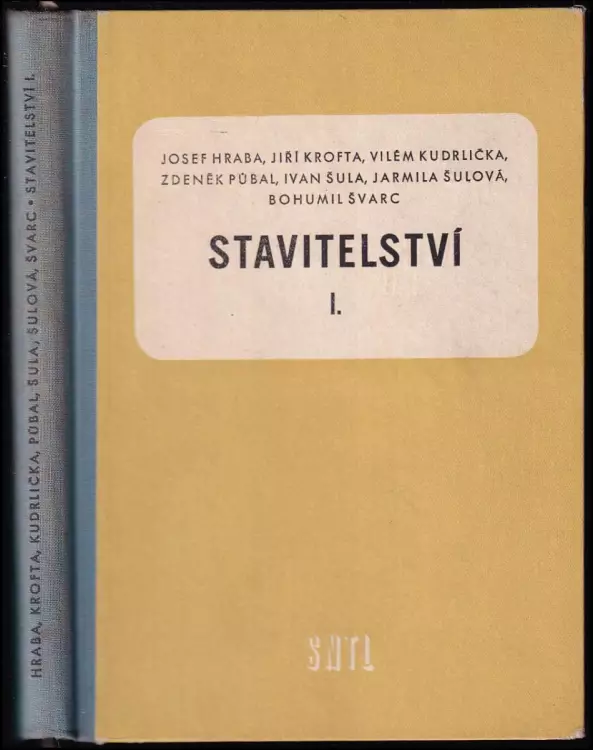 HRABA, KROFTA, KUDRLIČKA, PŮBAL, ŠULA, ŠULOVÁ, ŠVARC • STAVITELSTVÍ I.
JOSEF HRABA, JIŘÍ KROFTA, VILÉM KUDRLIČKA,
ZDENĚK PŮBAL, IVAN ŠULA, JARMILA ŠULOVÁ,
BOHUMIL ŠVARC
STAVITELSTVÍ
I.
SNTL